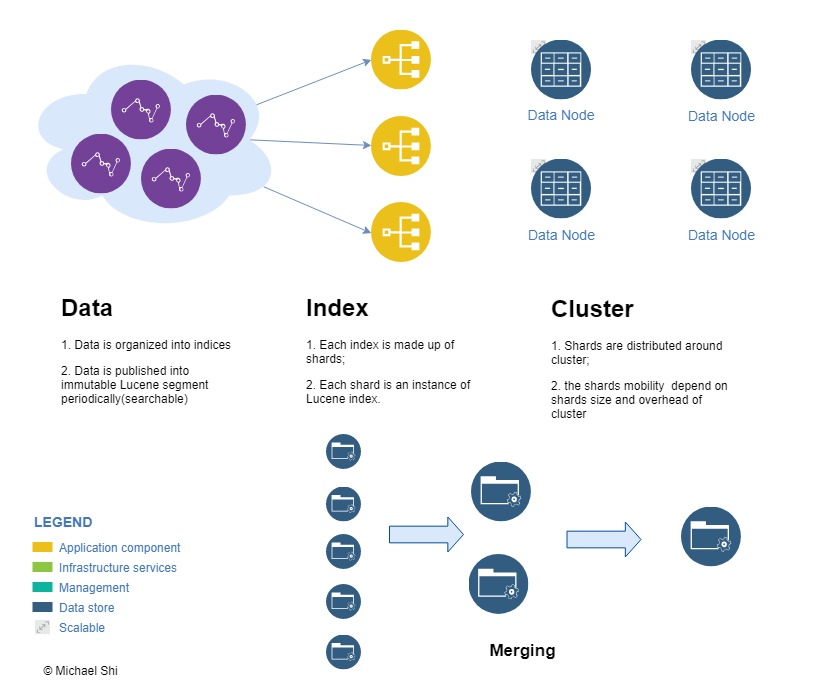 Data Node
Data Node
Data Node
Data Node
Data
1. Data is organized into indices
2. Data is published into
immutable Lucene segment
periodically(searchable)
Index
1. Each index is made up of
shards;
2. Each shard is an instance of
Lucene index.
Cluster
1. Shards are distributed around
cluster;
2. the shards mobility  depend on
shards size and overhead of
cluster
LEGEND
Application component
Infrastructure services
Management
Data store
Scalable
Merging
© Michael Shi